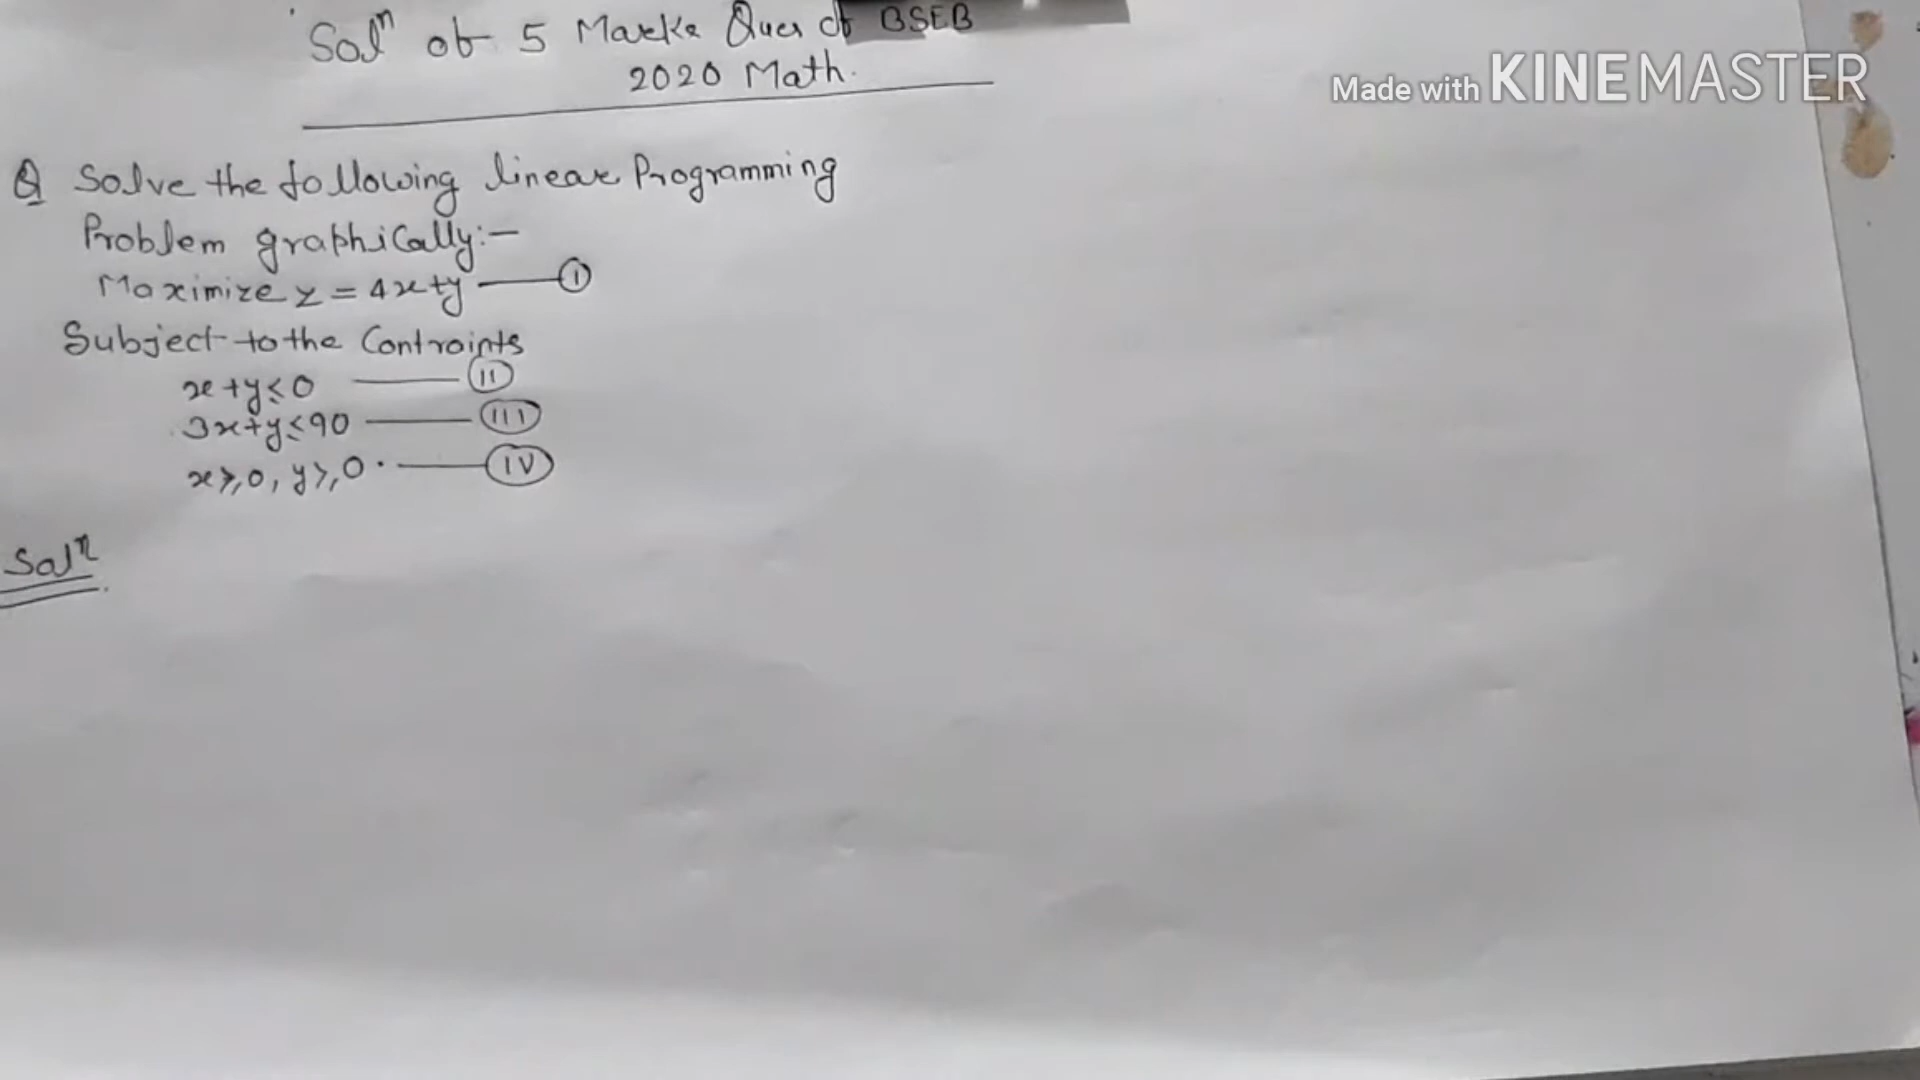 Solⁿ of 5 Marks Ques of BSEB
2020 Math.
Made with KINEMASTER
Q Solve the following linear Programming
Problem graphically:-
Maximize z = 4x+y — I
Subject to the Contraints
x+y≤0 — II
3x+y≤90 — III
x≥0, y≥0. — IV
Solⁿ